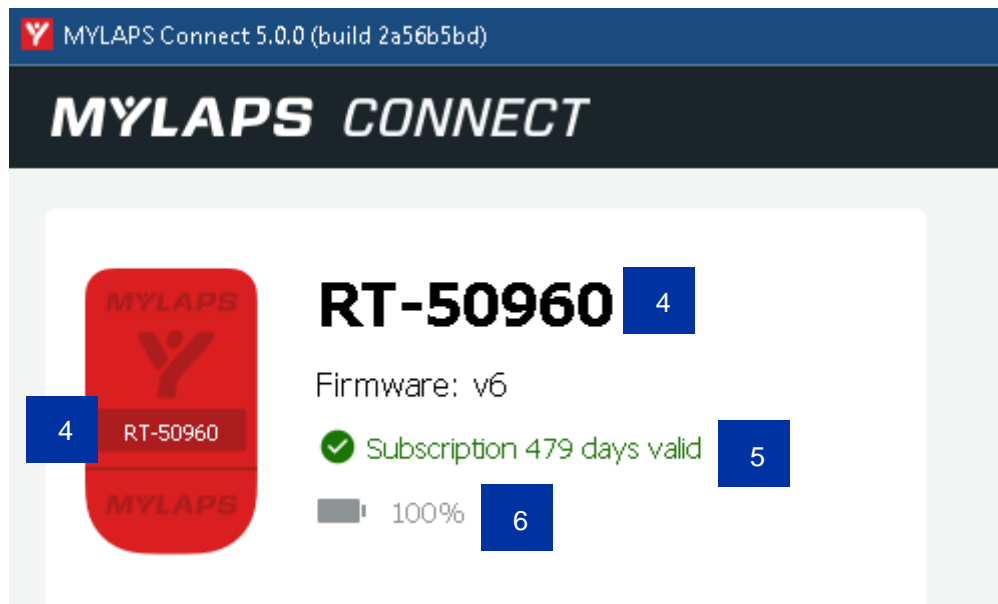 MYLAPS Connect 5.0.0 (build 2a56b5bd)
MYLAPS CONNECT
MYLAPS
RT-50960 4
Firmware: v6
4 RT-50960
Subscription 479 days valid 5
MYLAPS
100% 6